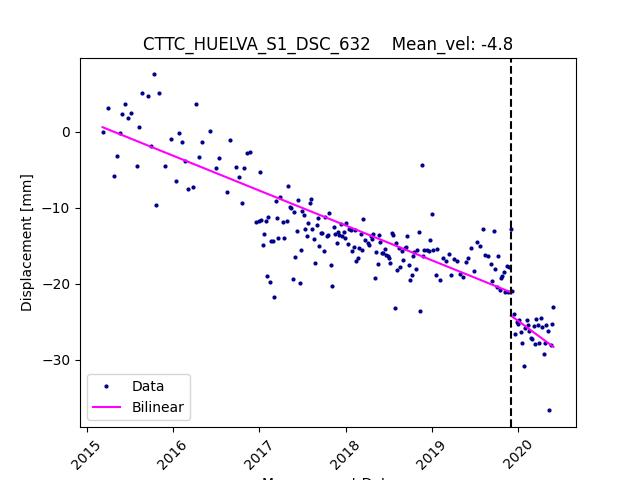 CTTC_HUELVA_S1_DSC_632    Mean_vel: -4.8
Displacement [mm]
0
−10
−20
−30
Data
Bilinear
2015
2016
2017
2018
2019
2020